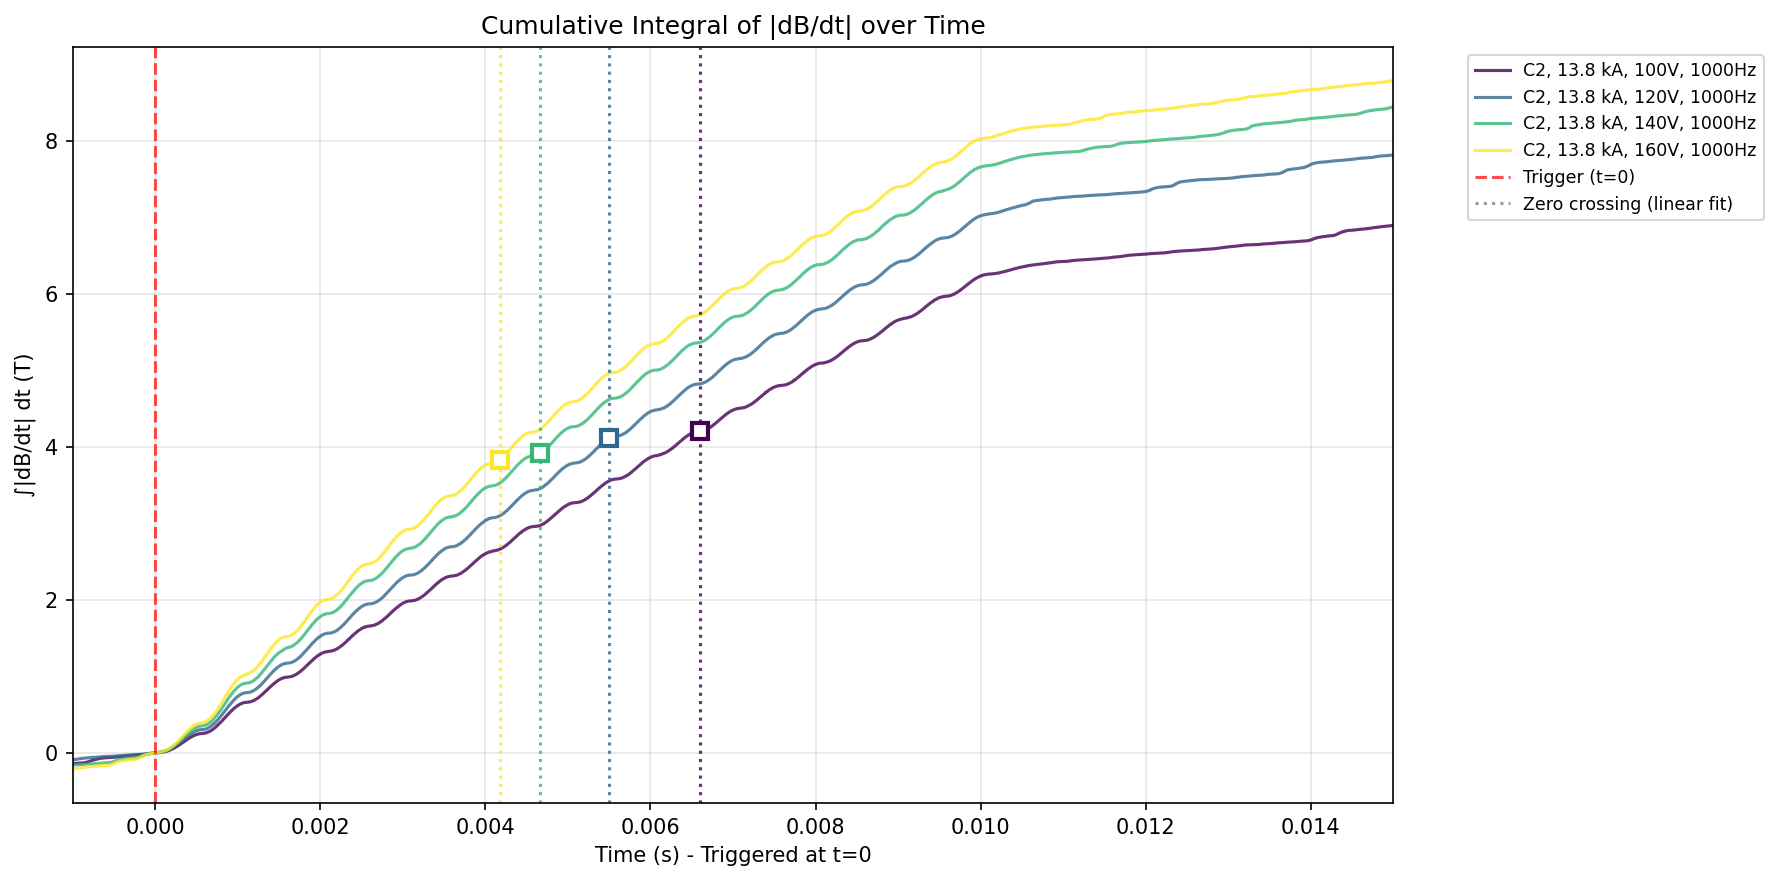 Cumulative Integral of |dB/dt| over Time
∫|dB/dt| dt (T)
8
6
4
2
0
0.000
0.002
0.004
0.006
0.008
0.010
0.012
0.014
Time (s) - Triggered at t=0
C2, 13.8 kA, 100V, 1000Hz
C2, 13.8 kA, 120V, 1000Hz
C2, 13.8 kA, 140V, 1000Hz
C2, 13.8 kA, 160V, 1000Hz
Trigger (t=0)
Zero crossing (linear fit)